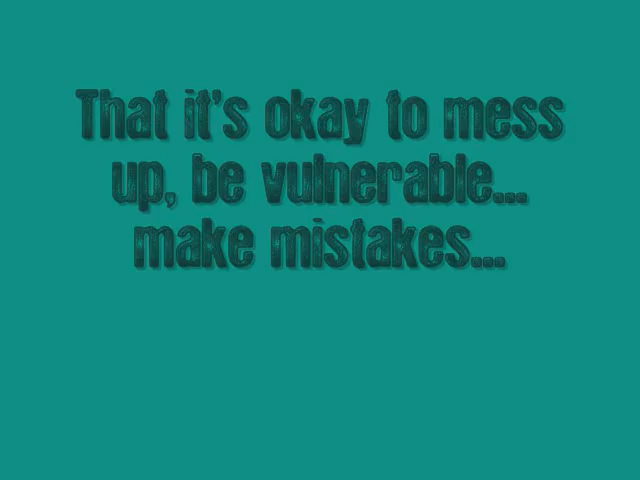 That it's okay to mess
up, be vulnerable...
make mistakes...